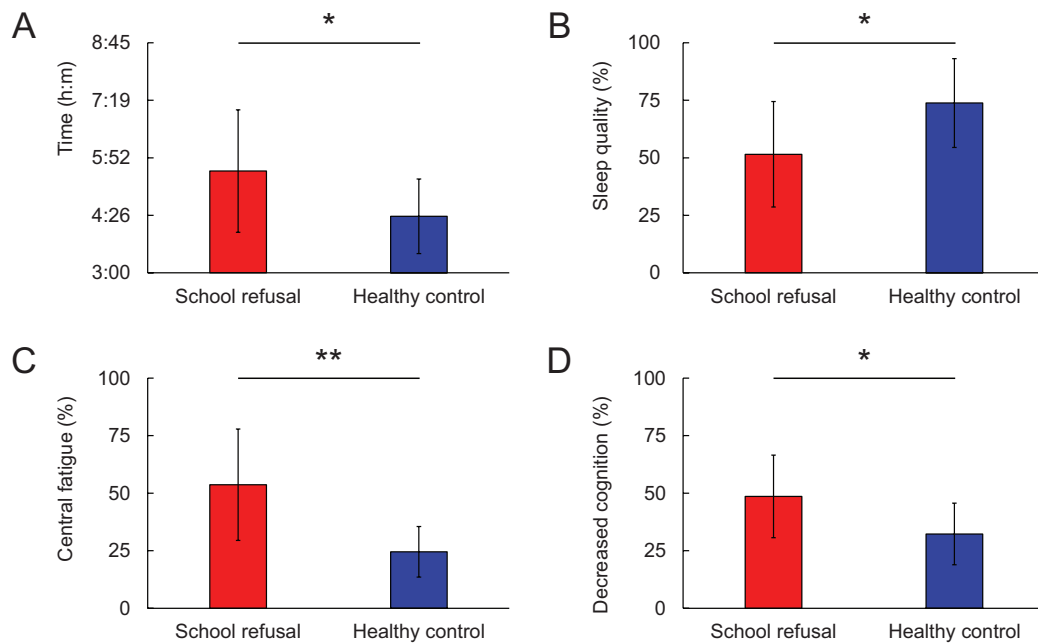 A
*
Time (h:m)
8:45
7:19
5:52
4:26
3:00
School refusal
Healthy control
B
*
Sleep quality (%)
100
75
50
25
0
School refusal
Healthy control
C
**
Central fatigue (%)
100
75
50
25
0
School refusal
Healthy control
D
*
Decreased cognition (%)
100
75
50
25
0
School refusal
Healthy control